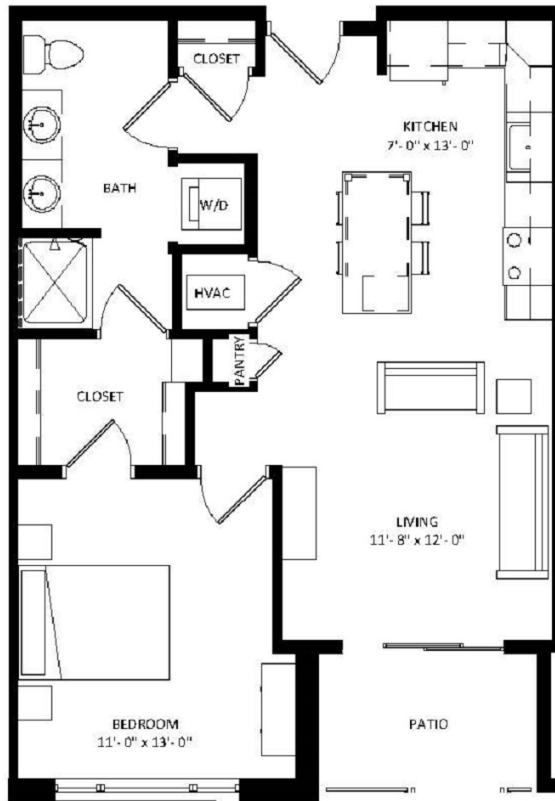 CLOSET
KITCHEN
7'- 0" x 13'- 0"
BATH
W/D
HVAC
PANTRY
CLOSET
LIVING
11'- 8" x 12'- 0"
BEDROOM
11'- 0" x 13'- 0"
PATIO